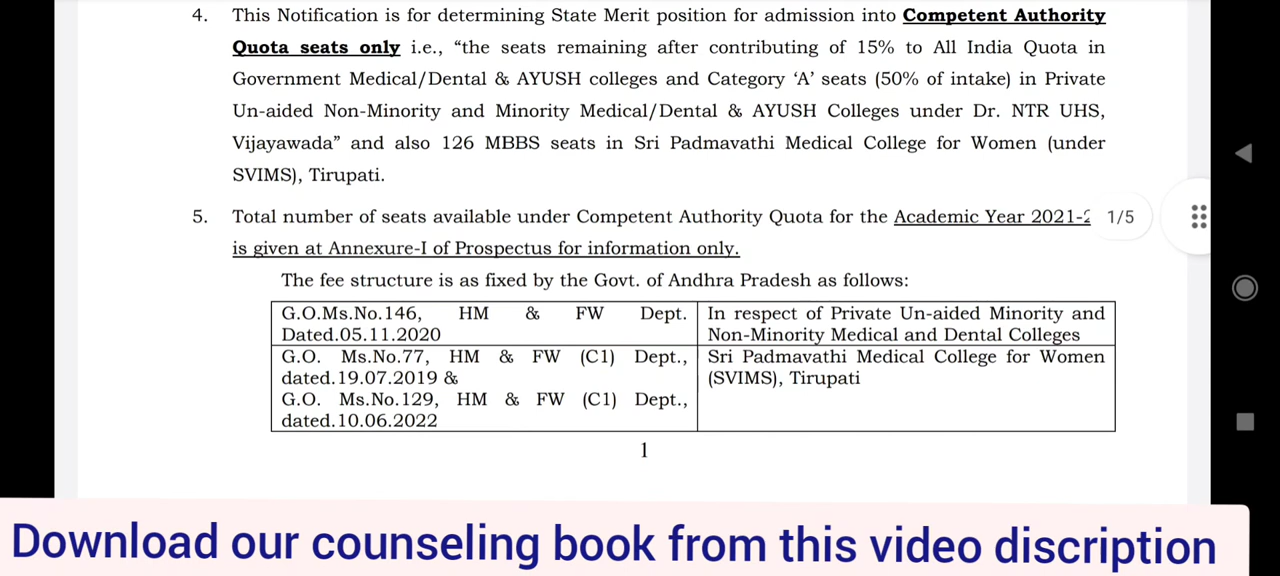 4. This Notification is for determining State Merit position for admission into Competent Authority
Quota seats only i.e., “the seats remaining after contributing of 15% to All India Quota in
Government Medical/Dental & AYUSH colleges and Category ‘A’ seats (50% of intake) in Private
Un-aided Non-Minority and Minority Medical/Dental & AYUSH Colleges under Dr. NTR UHS,
Vijayawada” and also 126 MBBS seats in Sri Padmavathi Medical College for Women (under
SVIMS), Tirupati.
5. Total number of seats available under Competent Authority Quota for the Academic Year 2021-
1/5
is given at Annexure-I of Prospectus for information only.
The fee structure is as fixed by the Govt. of Andhra Pradesh as follows:
G.O.Ms.No.146, HM & FW Dept.
Dated.05.11.2020
In respect of Private Un-aided Minority and
Non-Minority Medical and Dental Colleges
G.O. Ms.No.77, HM & FW (C1) Dept.,
dated.19.07.2019 &
G.O. Ms.No.129, HM & FW (C1) Dept.,
dated.10.06.2022
Sri Padmavathi Medical College for Women
(SVIMS), Tirupati
1
Download our counseling book from this video discription